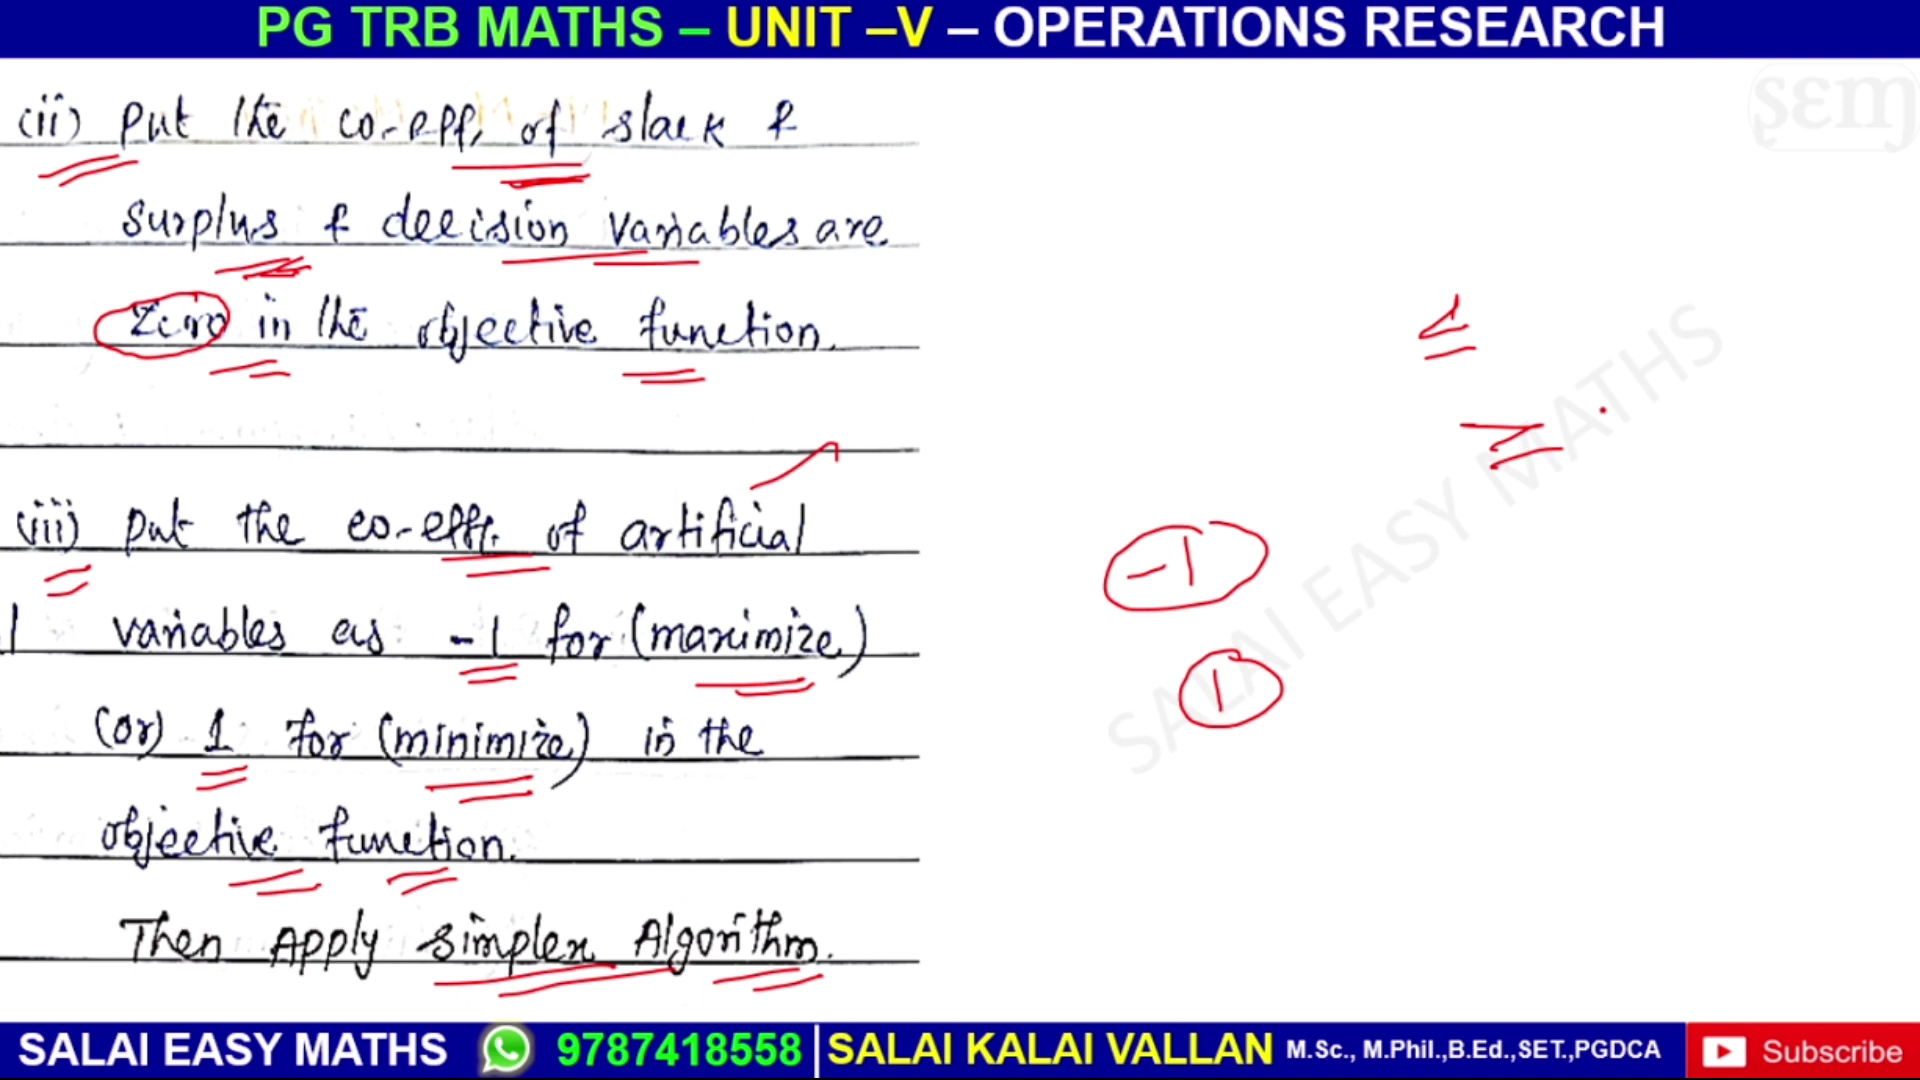 PG TRB MATHS – UNIT –V – OPERATIONS RESEARCH
sɛm
(ii) Put the co-eff. of slack &
surplus & decision variables are
zero in the objective function.
(iii) Put the co-effi. of artificial
variables as -1 for (maximize)
(or) 1 for (minimize) in the
objective function.
Then Apply simplex Algorithm.
≤
≥
-1
1
SALAI EASY MATHS
SALAI EASY MATHS 9787418558 SALAI KALAI VALLAN M.Sc., M.Phil.,B.Ed.,SET.,PGDCA Subscribe